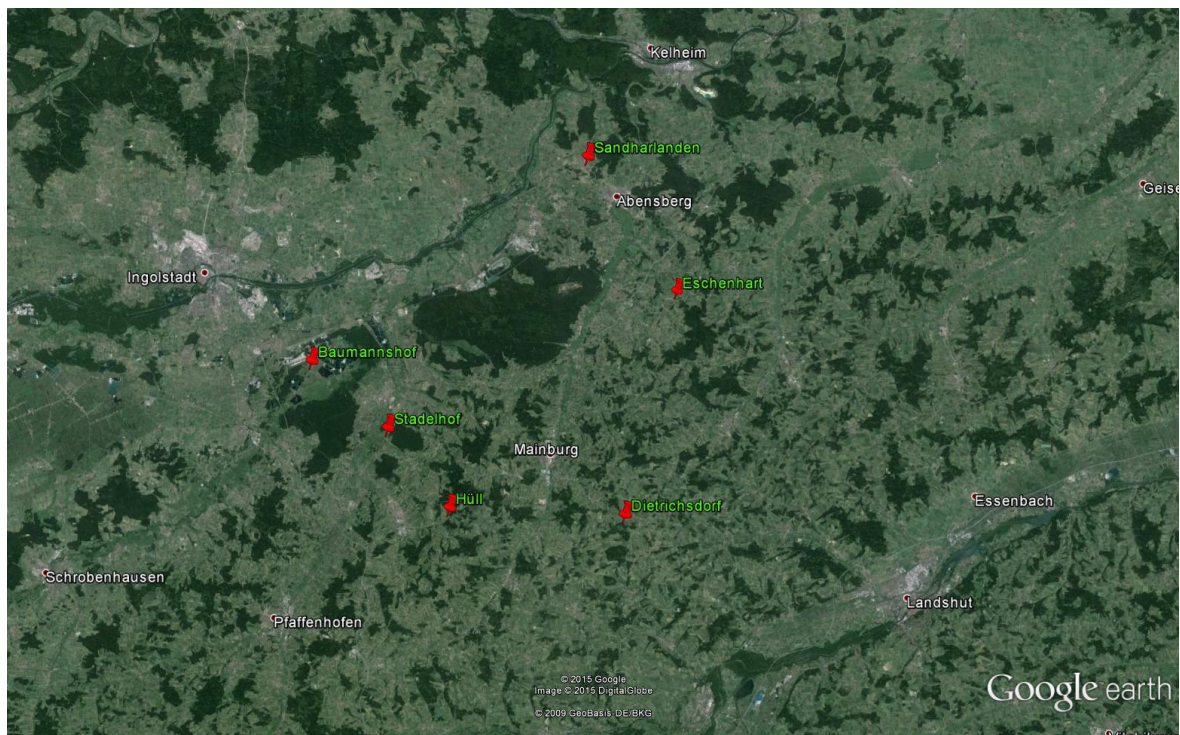 Kelheim
Sandharlanden
Abensberg
Geise
Ingolstadt
Eschenhart
Baumannshof
Stadelhof
Mainburg
Hüll
Dietrichsdorf
Essenbach
Schrobenhausen
Landshut
Pfaffenhofen
© 2015 Google
Image © 2015 DigitalGlobe
© 2009 GeoBasis-DE/BKG
Google earth